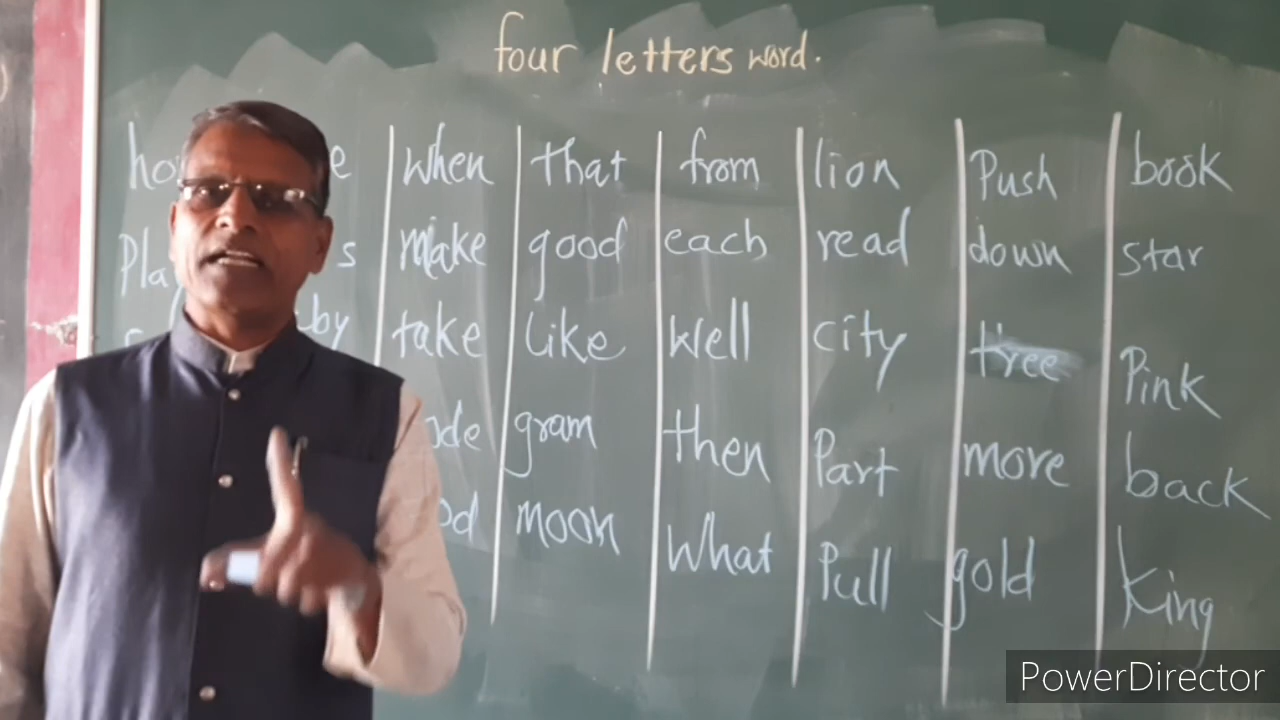 four letters word.
when That from lion Push book
make good each read down star
take like well city tree Pink
gram then Part more back
moon what Pull gold King
PowerDirector